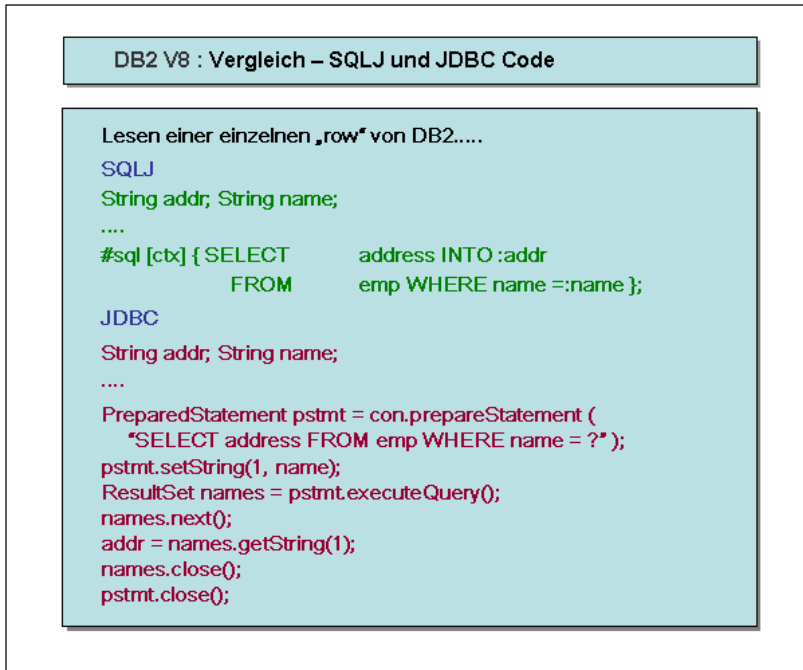 DB2 V8 : Vergleich – SQLJ und JDBC Code
Lesen einer einzelnen „row“ von DB2.....
SQLJ
String addr; String name;
....
#sql [ctx] { SELECT address INTO :addr
FROM emp WHERE name =:name };
JDBC
String addr; String name;
....
PreparedStatement pstmt = con.prepareStatement (
"SELECT address FROM emp WHERE name = ?" );
pstmt.setString(1, name);
ResultSet names = pstmt.executeQuery();
names.next();
addr = names.getString(1);
names.close();
pstmt.close();